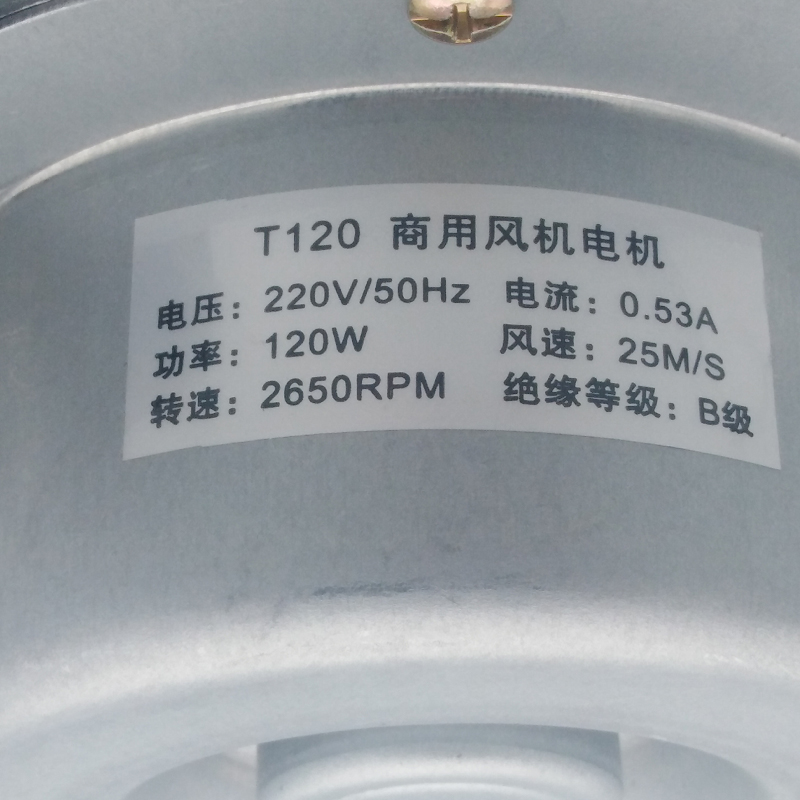 T120 商用风机电机
电压：220V/50Hz 电流：0.53A
功率：120W 风速：25M/S
转速：2650RPM 绝缘等级：B级